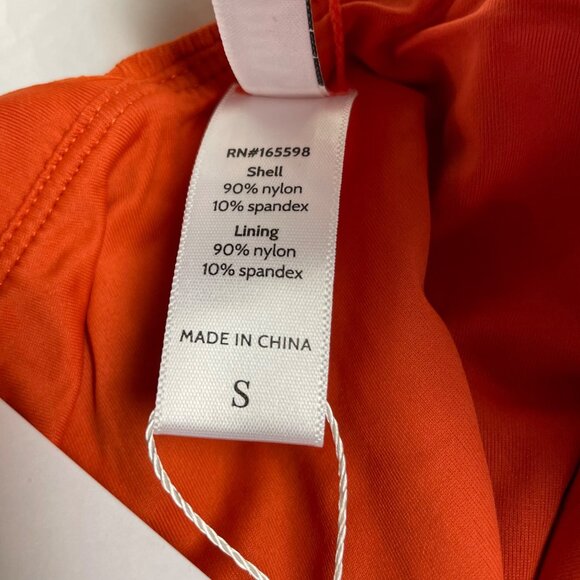 RN#165598
Shell
90% nylon
10% spandex
Lining
90% nylon
10% spandex
MADE IN CHINA
S